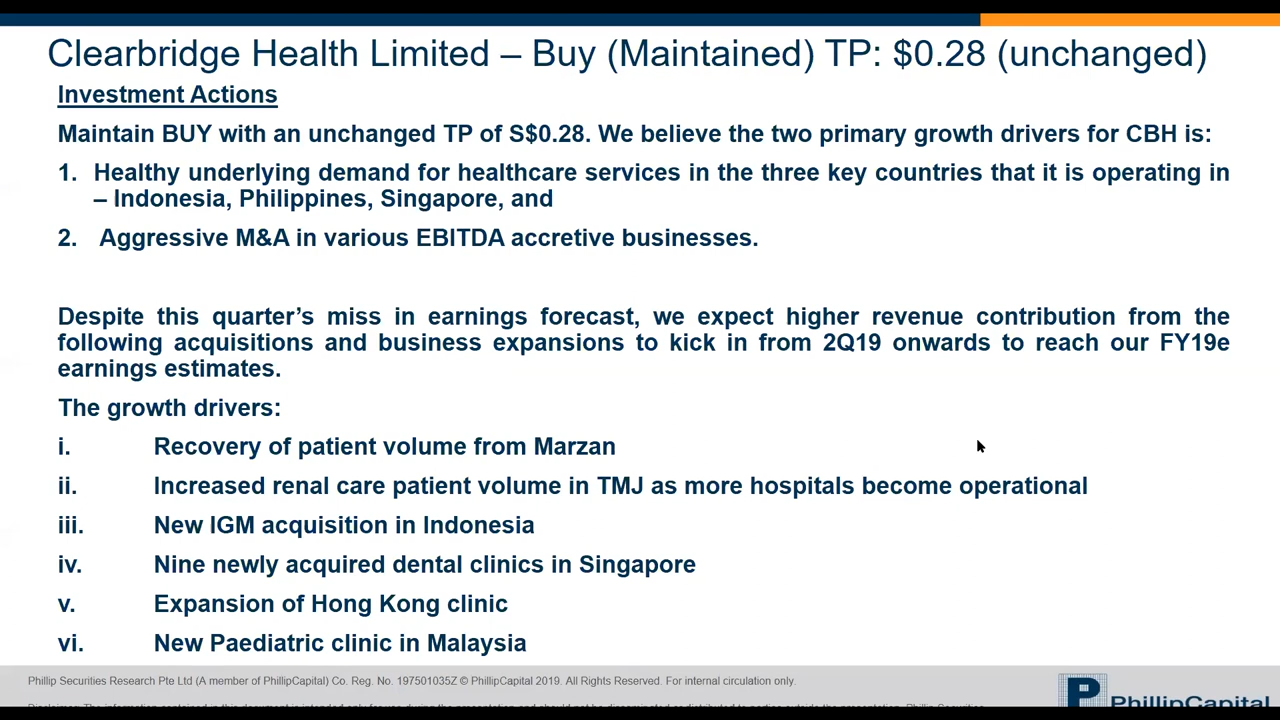 Clearbridge Health Limited – Buy (Maintained) TP: $0.28 (unchanged)
Investment Actions
Maintain BUY with an unchanged TP of S$0.28. We believe the two primary growth drivers for CBH is:
1. Healthy underlying demand for healthcare services in the three key countries that it is operating in
– Indonesia, Philippines, Singapore, and
2. Aggressive M&A in various EBITDA accretive businesses.
Despite this quarter’s miss in earnings forecast, we expect higher revenue contribution from the
following acquisitions and business expansions to kick in from 2Q19 onwards to reach our FY19e
earnings estimates.
The growth drivers:
i. Recovery of patient volume from Marzan
ii. Increased renal care patient volume in TMJ as more hospitals become operational
iii. New IGM acquisition in Indonesia
iv. Nine newly acquired dental clinics in Singapore
v. Expansion of Hong Kong clinic
vi. New Paediatric clinic in Malaysia
Phillip Securities Research Pte Ltd (A member of PhillipCapital) Co. Reg. No. 197501035Z © PhillipCapital 2019. All Rights Reserved. For internal circulation only.
PhillipCapital